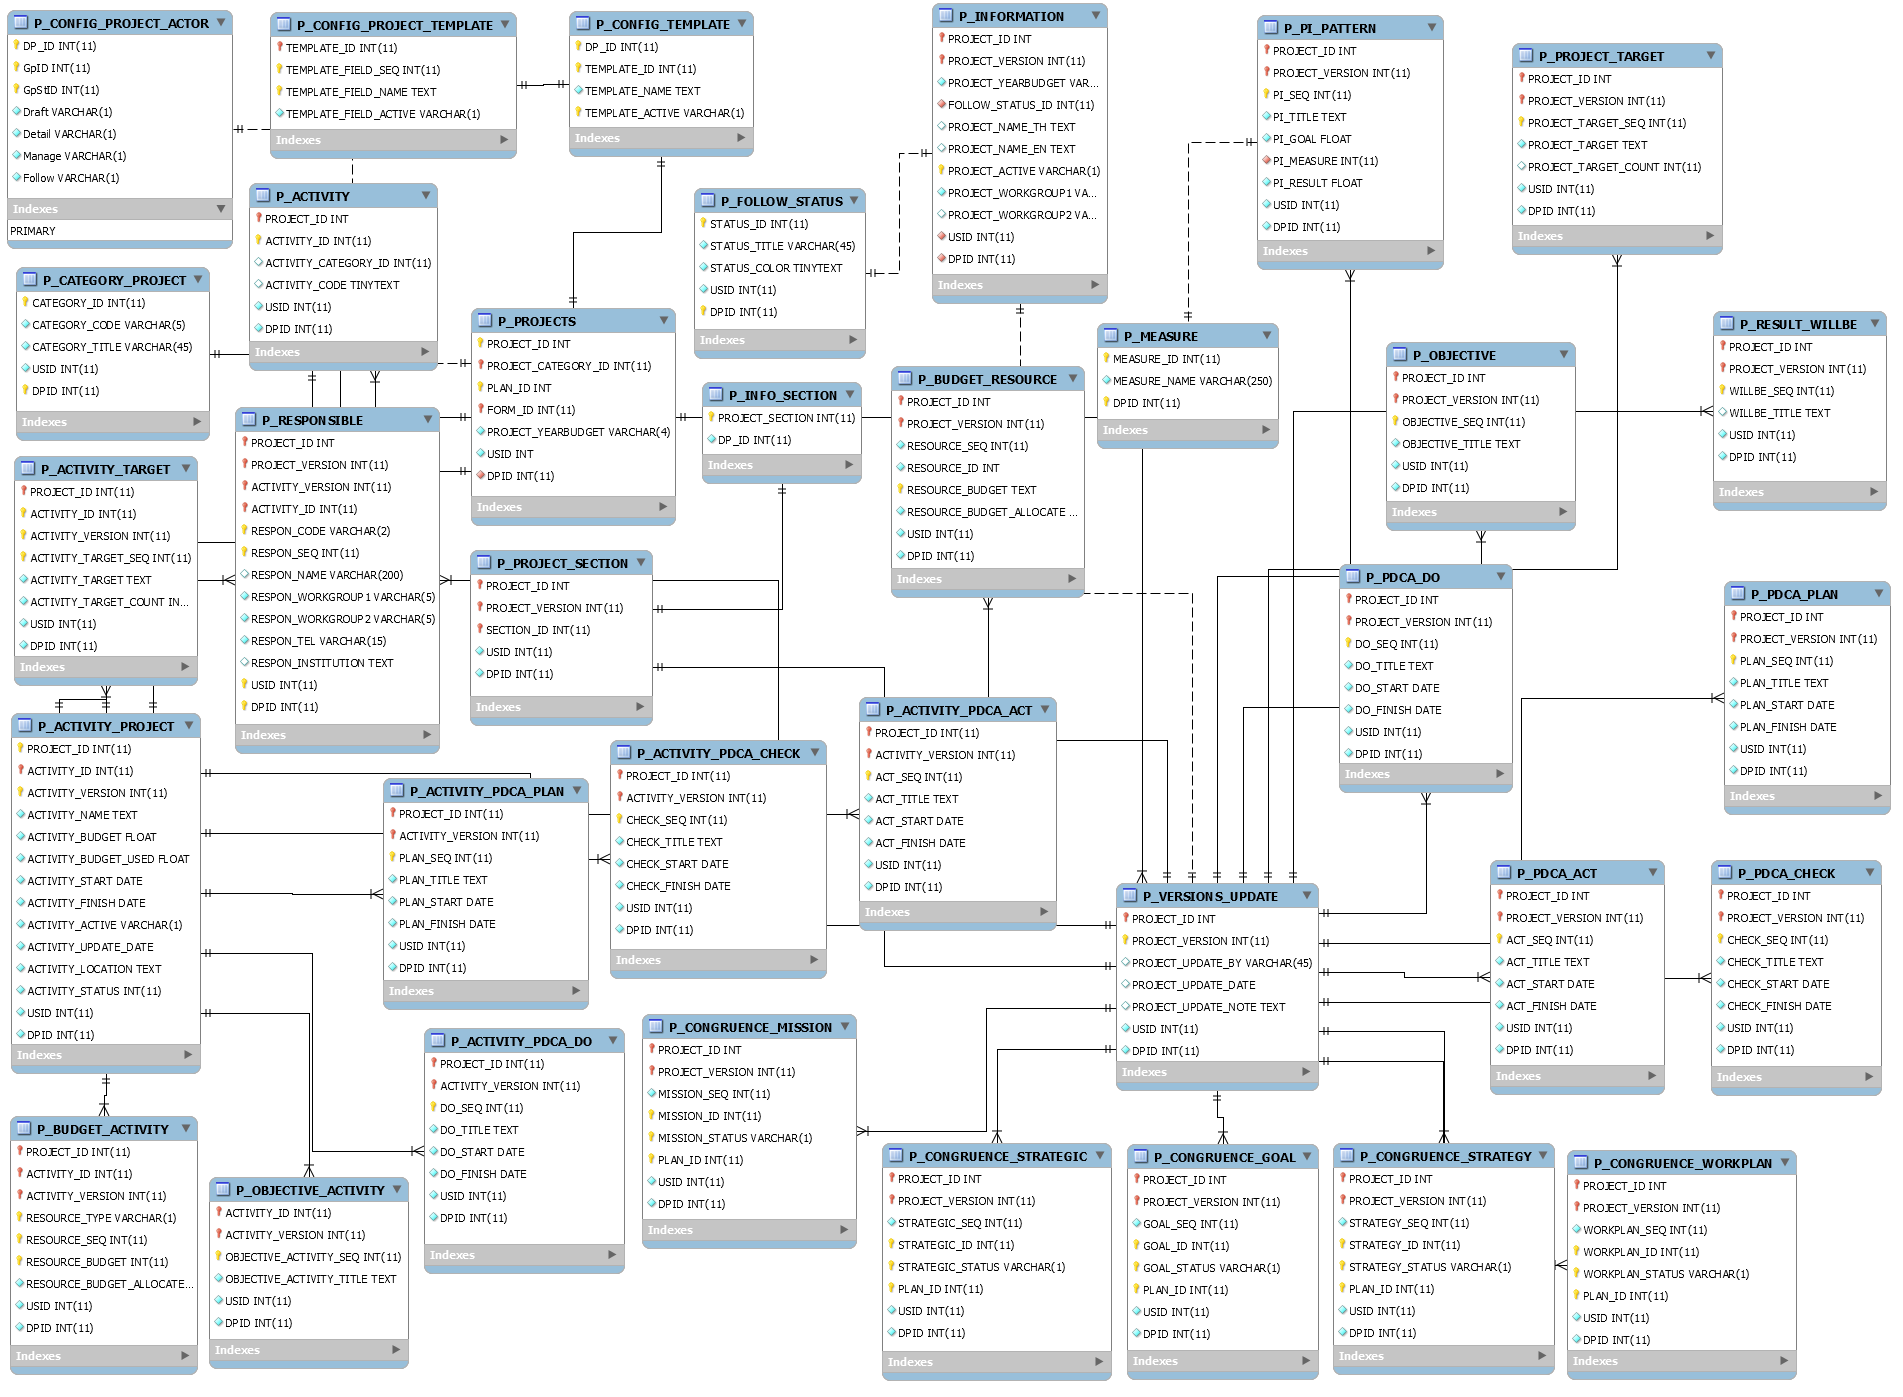 P_CONFIG_PROJECT_ACTOR
DP_ID INT(11)
GpID INT(11)
GpStID INT(11)
Draft VARCHAR(1)
Detail VARCHAR(1)
Manage VARCHAR(1)
Follow VARCHAR(1)
Indexes
PRIMARY
P_CONFIG_PROJECT_TEMPLATE
TEMPLATE_ID INT(11)
TEMPLATE_FIELD_SEQ INT(11)
TEMPLATE_FIELD_NAME TEXT
TEMPLATE_FIELD_ACTIVE VARCHAR(1)
Indexes
P_CONFIG_TEMPLATE
DP_ID INT(11)
TEMPLATE_ID INT(11)
TEMPLATE_NAME TEXT
TEMPLATE_ACTIVE VARCHAR(1)
Indexes
P_INFORMATION
PROJECT_ID INT
PROJECT_VERSION INT(11)
PROJECT_YEARBUDGET VAR...
FOLLOW_STATUS_ID INT(11)
PROJECT_NAME_TH TEXT
PROJECT_NAME_EN TEXT
PROJECT_ACTIVE VARCHAR(1)
PROJECT_WORKGROUP1 VA...
PROJECT_WORKGROUP2 VA...
USID INT(11)
DPID INT(11)
Indexes
P_PI_PATTERN
PROJECT_ID INT
PROJECT_VERSION INT(11)
PI_SEQ INT(11)
PI_TITLE TEXT
PI_GOAL FLOAT
PI_MEASURE INT(11)
PI_RESULT FLOAT
USID INT(11)
DPID INT(11)
Indexes
P_PROJECT_TARGET
PROJECT_ID INT
PROJECT_VERSION INT(11)
PROJECT_TARGET_SEQ INT(11)
PROJECT_TARGET TEXT
PROJECT_TARGET_COUNT INT(11)
USID INT(11)
DPID INT(11)
Indexes
P_ACTIVITY
PROJECT_ID INT
ACTIVITY_ID INT(11)
ACTIVITY_CATEGORY_ID INT(11)
ACTIVITY_CODE TINYTEXT
USID INT(11)
DPID INT(11)
Indexes
P_FOLLOW_STATUS
STATUS_ID INT(11)
STATUS_TITLE VARCHAR(45)
STATUS_COLOR TINYTEXT
USID INT(11)
DPID INT(11)
Indexes
P_CATEGORY_PROJECT
CATEGORY_ID INT(11)
CATEGORY_CODE VARCHAR(5)
CATEGORY_TITLE VARCHAR(45)
USID INT(11)
DPID INT(11)
Indexes
P_PROJECTS
PROJECT_ID INT
PROJECT_CATEGORY_ID INT(11)
PLAN_ID INT
FORM_ID INT(11)
PROJECT_YEARBUDGET VARCHAR(4)
USID INT
DPID INT(11)
Indexes
P_MEASURE
MEASURE_ID INT(11)
MEASURE_NAME VARCHAR(250)
DPID INT(11)
Indexes
P_RESULT_WILLBE
PROJECT_ID INT
PROJECT_VERSION INT(11)
WILLBE_SEQ INT(11)
WILLBE_TITLE TEXT
USID INT(11)
DPID INT(11)
Indexes
P_OBJECTIVE
PROJECT_ID INT
PROJECT_VERSION INT(11)
OBJECTIVE_SEQ INT(11)
OBJECTIVE_TITLE TEXT
USID INT(11)
DPID INT(11)
Indexes
P_BUDGET_RESOURCE
PROJECT_ID INT
PROJECT_VERSION INT(11)
RESOURCE_SEQ INT(11)
RESOURCE_ID INT
RESOURCE_BUDGET TEXT
RESOURCE_BUDGET_ALLOCATE ...
USID INT(11)
DPID INT(11)
Indexes
P_INFO_SECTION
PROJECT_SECTION INT(11)
DP_ID INT(11)
Indexes
P_RESPONSIBLE
PROJECT_ID INT
PROJECT_VERSION INT(11)
ACTIVITY_VERSION INT(11)
ACTIVITY_ID INT(11)
RESPON_CODE VARCHAR(2)
RESPON_SEQ INT(11)
RESPON_NAME VARCHAR(200)
RESPON_WORKGROUP1 VARCHAR(5)
RESPON_WORKGROUP2 VARCHAR(5)
RESPON_TEL VARCHAR(15)
RESPON_INSTITUTION TEXT
USID INT(11)
DPID INT(11)
Indexes
P_ACTIVITY_TARGET
PROJECT_ID INT(11)
ACTIVITY_ID INT(11)
ACTIVITY_VERSION INT(11)
ACTIVITY_TARGET_SEQ INT(11)
ACTIVITY_TARGET TEXT
ACTIVITY_TARGET_COUNT IN...
USID INT(11)
DPID INT(11)
Indexes
P_PROJECT_SECTION
PROJECT_ID INT
PROJECT_VERSION INT(11)
SECTION_ID INT(11)
USID INT(11)
DPID INT(11)
Indexes
P_PDCA_DO
PROJECT_ID INT
PROJECT_VERSION INT(11)
DO_SEQ INT(11)
DO_TITLE TEXT
DO_START DATE
DO_FINISH DATE
USID INT(11)
DPID INT(11)
Indexes
P_PDCA_PLAN
PROJECT_ID INT
PROJECT_VERSION INT(11)
PLAN_SEQ INT(11)
PLAN_TITLE TEXT
PLAN_START DATE
PLAN_FINISH DATE
USID INT(11)
DPID INT(11)
Indexes
P_ACTIVITY_PROJECT
PROJECT_ID INT(11)
ACTIVITY_ID INT(11)
ACTIVITY_VERSION INT(11)
ACTIVITY_NAME TEXT
ACTIVITY_BUDGET FLOAT
ACTIVITY_BUDGET_USED FLOAT
ACTIVITY_START DATE
ACTIVITY_FINISH DATE
ACTIVITY_ACTIVE VARCHAR(1)
ACTIVITY_UPDATE_DATE
ACTIVITY_LOCATION TEXT
ACTIVITY_STATUS INT(11)
USID INT(11)
DPID INT(11)
Indexes
P_ACTIVITY_PDCA_ACT
PROJECT_ID INT(11)
ACTIVITY_VERSION INT(11)
ACT_SEQ INT(11)
ACT_TITLE TEXT
ACT_START DATE
ACT_FINISH DATE
USID INT(11)
DPID INT(11)
Indexes
P_ACTIVITY_PDCA_CHECK
PROJECT_ID INT(11)
ACTIVITY_VERSION INT(11)
CHECK_SEQ INT(11)
CHECK_TITLE TEXT
CHECK_START DATE
CHECK_FINISH DATE
USID INT(11)
DPID INT(11)
Indexes
P_ACTIVITY_PDCA_PLAN
PROJECT_ID INT(11)
ACTIVITY_VERSION INT(11)
PLAN_SEQ INT(11)
PLAN_TITLE TEXT
PLAN_START DATE
PLAN_FINISH DATE
USID INT(11)
DPID INT(11)
Indexes
P_VERSIONS_UPDATE
PROJECT_ID INT
PROJECT_VERSION INT(11)
PROJECT_UPDATE_BY VARCHAR(45)
PROJECT_UPDATE_DATE
PROJECT_UPDATE_NOTE TEXT
USID INT(11)
DPID INT(11)
Indexes
P_PDCA_ACT
PROJECT_ID INT
PROJECT_VERSION INT(11)
ACT_SEQ INT(11)
ACT_TITLE TEXT
ACT_START DATE
ACT_FINISH DATE
USID INT(11)
DPID INT(11)
Indexes
P_PDCA_CHECK
PROJECT_ID INT
PROJECT_VERSION INT(11)
CHECK_SEQ INT(11)
CHECK_TITLE TEXT
CHECK_START DATE
CHECK_FINISH DATE
USID INT(11)
DPID INT(11)
Indexes
P_ACTIVITY_PDCA_DO
PROJECT_ID INT(11)
ACTIVITY_VERSION INT(11)
DO_SEQ INT(11)
DO_TITLE TEXT
DO_START DATE
DO_FINISH DATE
USID INT(11)
DPID INT(11)
Indexes
P_CONGRUENCE_MISSION
PROJECT_ID INT
PROJECT_VERSION INT(11)
MISSION_SEQ INT(11)
MISSION_ID INT(11)
MISSION_STATUS VARCHAR(1)
PLAN_ID INT(11)
USID INT(11)
DPID INT(11)
Indexes
P_BUDGET_ACTIVITY
PROJECT_ID INT(11)
ACTIVITY_ID INT(11)
ACTIVITY_VERSION INT(11)
RESOURCE_TYPE VARCHAR(1)
RESOURCE_SEQ INT(11)
RESOURCE_BUDGET INT(11)
RESOURCE_BUDGET_ALLOCATE...
USID INT(11)
DPID INT(11)
Indexes
P_OBJECTIVE_ACTIVITY
ACTIVITY_ID INT(11)
ACTIVITY_VERSION INT(11)
OBJECTIVE_ACTIVITY_SEQ INT(11)
OBJECTIVE_ACTIVITY_TITLE TEXT
USID INT(11)
DPID INT(11)
Indexes
P_CONGRUENCE_STRATEGIC
PROJECT_ID INT
PROJECT_VERSION INT(11)
STRATEGIC_SEQ INT(11)
STRATEGIC_ID INT(11)
STRATEGIC_STATUS VARCHAR(1)
PLAN_ID INT(11)
USID INT(11)
DPID INT(11)
Indexes
P_CONGRUENCE_GOAL
PROJECT_ID INT
PROJECT_VERSION INT(11)
GOAL_SEQ INT(11)
GOAL_ID INT(11)
GOAL_STATUS VARCHAR(1)
PLAN_ID INT(11)
USID INT(11)
DPID INT(11)
Indexes
P_CONGRUENCE_STRATEGY
PROJECT_ID INT
PROJECT_VERSION INT(11)
STRATEGY_SEQ INT(11)
STRATEGY_ID INT(11)
STRATEGY_STATUS VARCHAR(1)
PLAN_ID INT(11)
USID INT(11)
DPID INT(11)
Indexes
P_CONGRUENCE_WORKPLAN
PROJECT_ID INT
PROJECT_VERSION INT(11)
WORKPLAN_SEQ INT(11)
WORKPLAN_ID INT(11)
WORKPLAN_STATUS VARCHAR(1)
PLAN_ID INT(11)
USID INT(11)
DPID INT(11)
Indexes